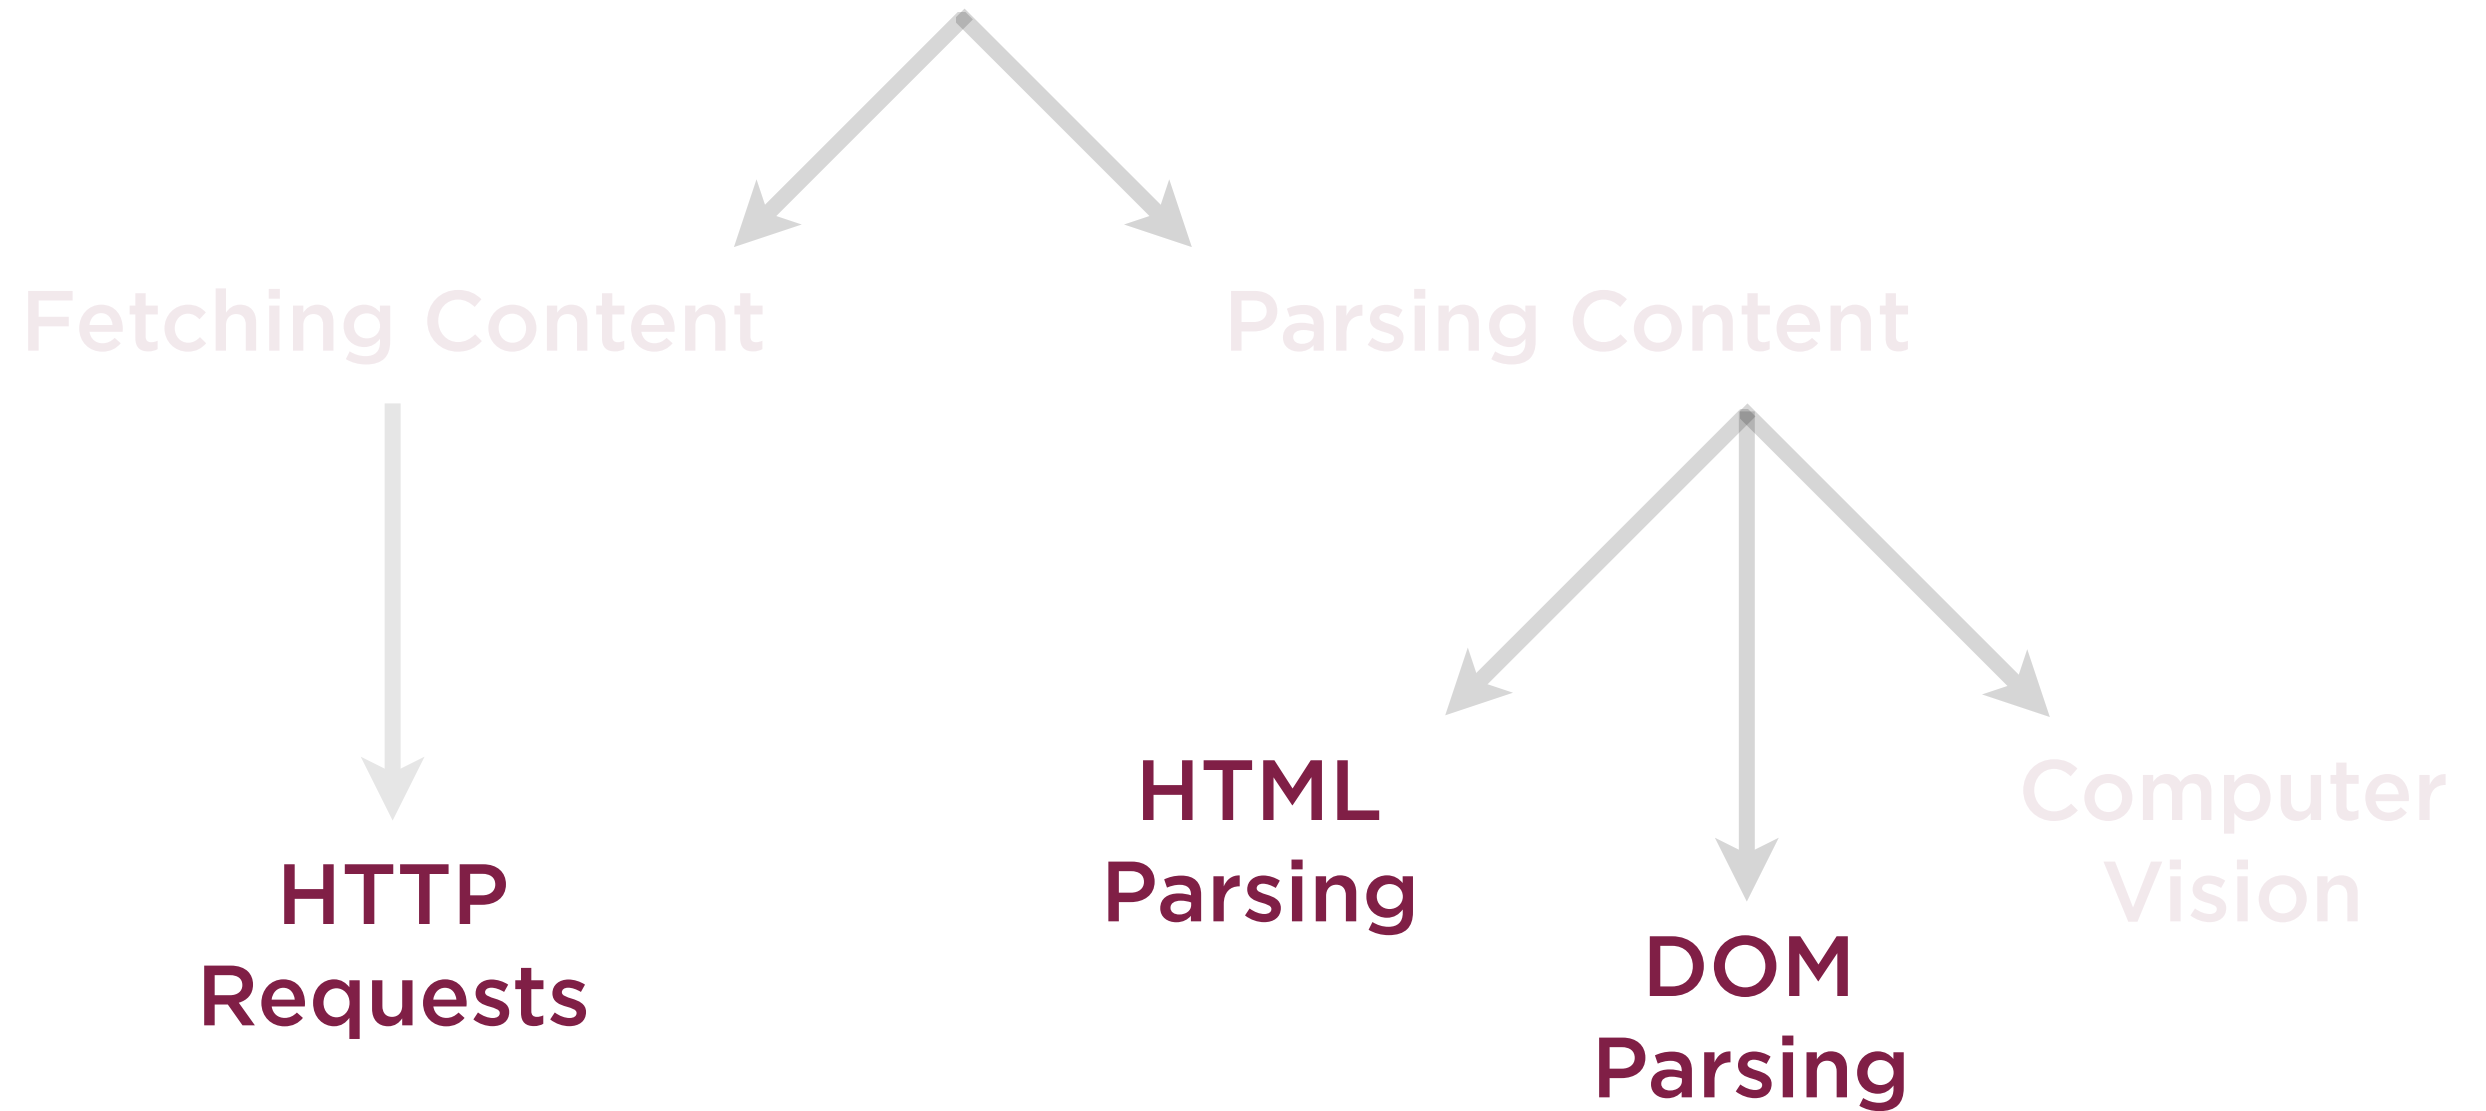 Fetching Content
Parsing Content
HTTP
Requests
HTML
Parsing
DOM
Parsing
Computer
Vision